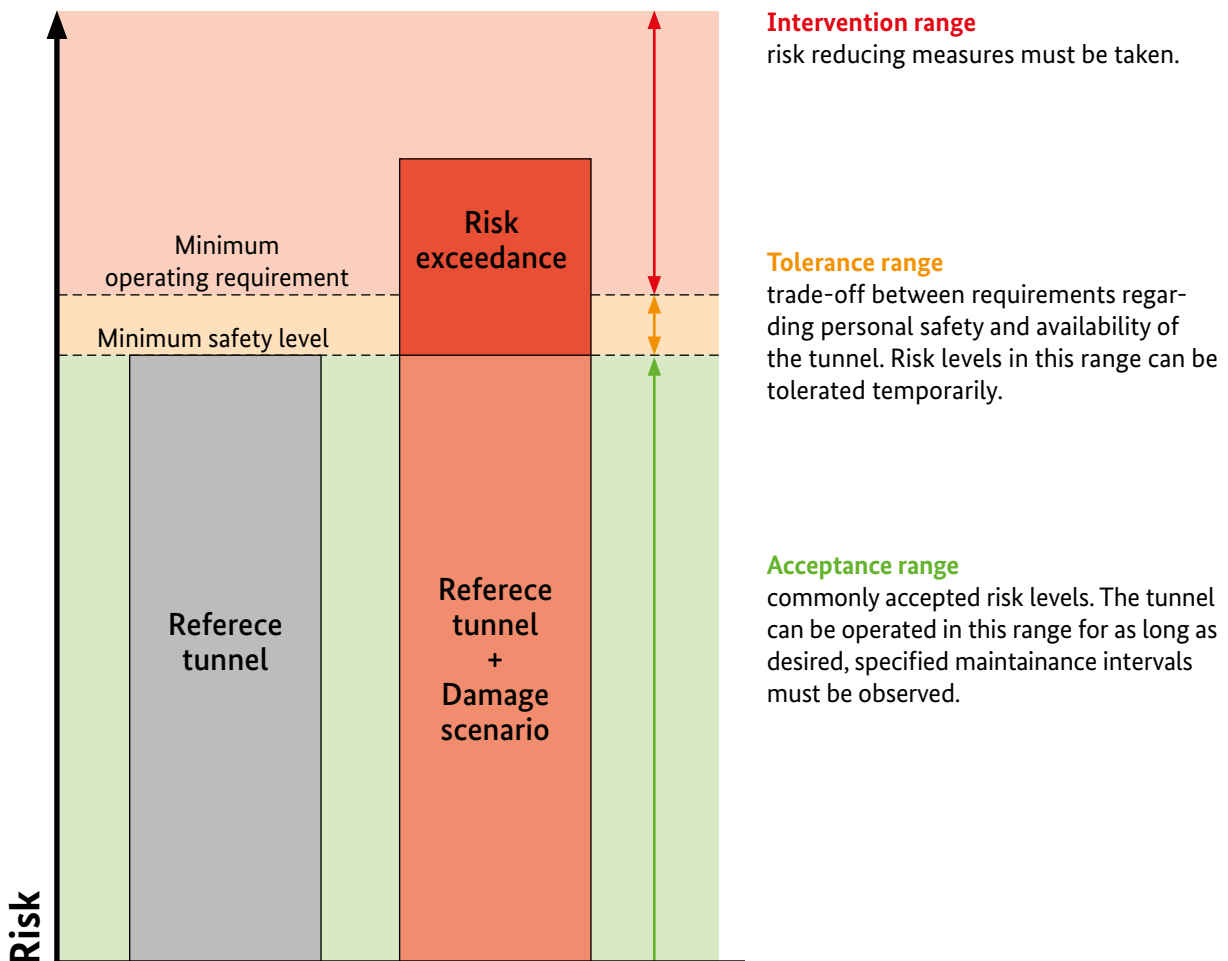 Intervention range
risk reducing measures must be taken.
Risk
exceedance
Minimum
operating requirement
Tolerance range
trade-off between requirements regar-
ding personal safety and availability of
the tunnel. Risk levels in this range can be
tolerated temporarily.
Minimum safety level
Acceptance range
commonly accepted risk levels. The tunnel
can be operated in this range for as long as
desired, specified maintainance intervals
must be observed.
Referece
tunnel
Referece
tunnel
+
Damage
scenario
Risk